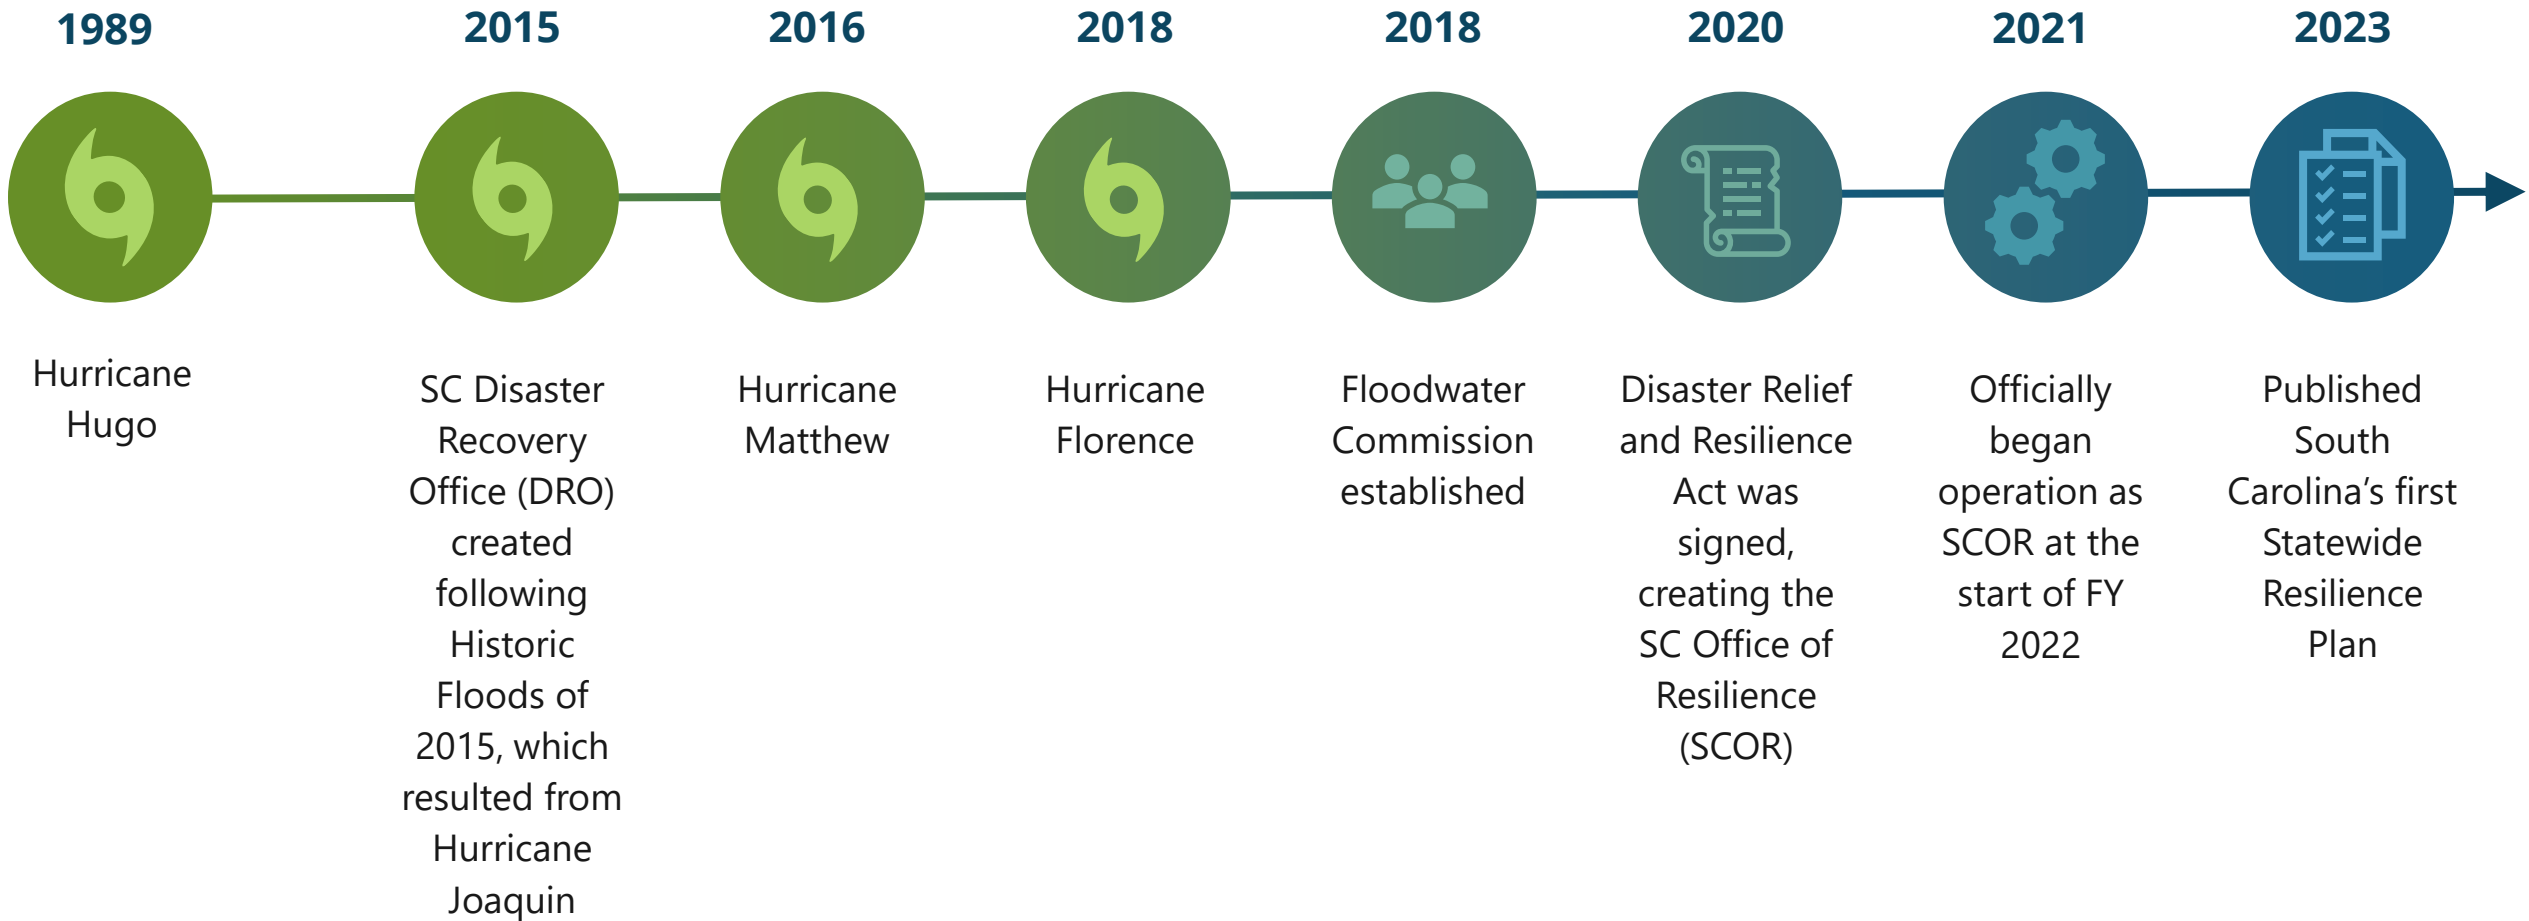 1989
Hurricane
Hugo
2015
SC Disaster
Recovery
Office (DRO)
created
following
Historic
Floods of
2015, which
resulted from
Hurricane
Joaquin
2016
Hurricane
Matthew
2018
Hurricane
Florence
2018
Floodwater
Commission
established
2020
Disaster Relief
and Resilience
Act was
signed,
creating the
SC Office of
Resilience
(SCOR)
2021
Officially
began
operation as
SCOR at the
start of FY
2022
2023
Published
South
Carolina’s first
Statewide
Resilience
Plan